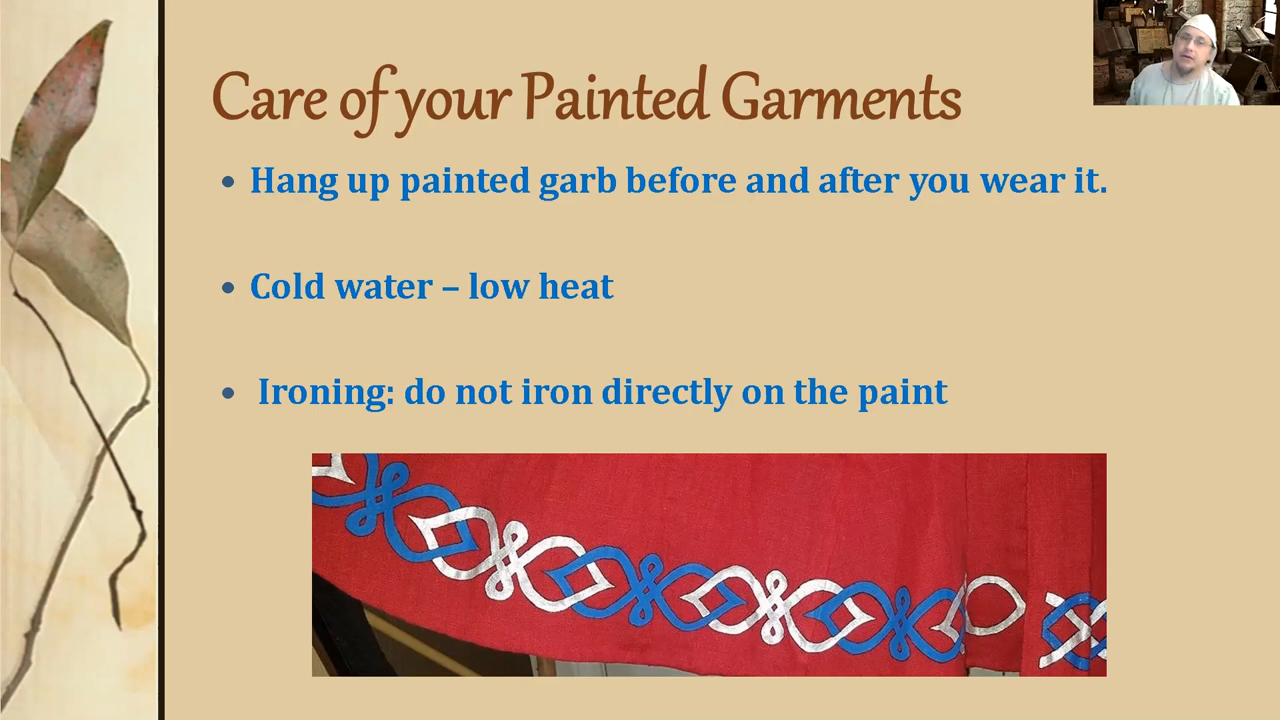 Care of your Painted Garments
• Hang up painted garb before and after you wear it.
• Cold water – low heat
• Ironing: do not iron directly on the paint